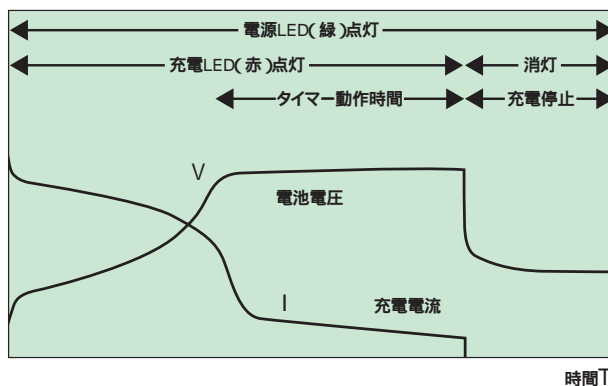 電源LED(緑)点灯
充電LED(赤)点灯 消灯
タイマー動作時間 充電停止
V
電池電圧
I
充電電流
時間T